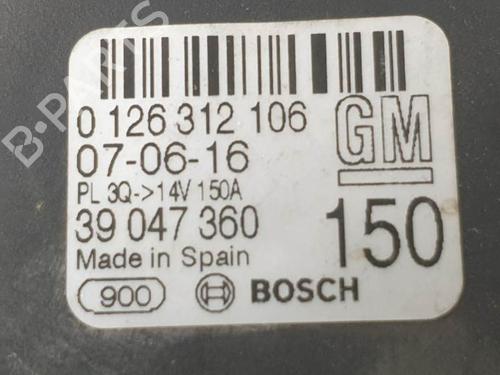 0 126 312 106
07-06-16
PL 3Q->14V 150A
39 047 360
Made in Spain
900 BOSCH
GM
150
B-PARTS